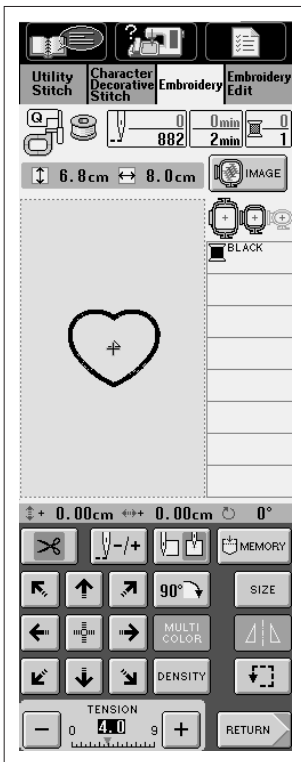 Utility Stitch
Character Decorative Stitch
Embroidery
Embroidery Edit
Q
0
882
0min
2min
0
1
6.8cm 8.0cm
IMAGE
BLACK
+ 0.00cm + 0.00cm 0°
-/+
MEMORY
90°
SIZE
MULTI COLOR
DENSITY
TENSION
- 0 4.0 9 +
RETURN